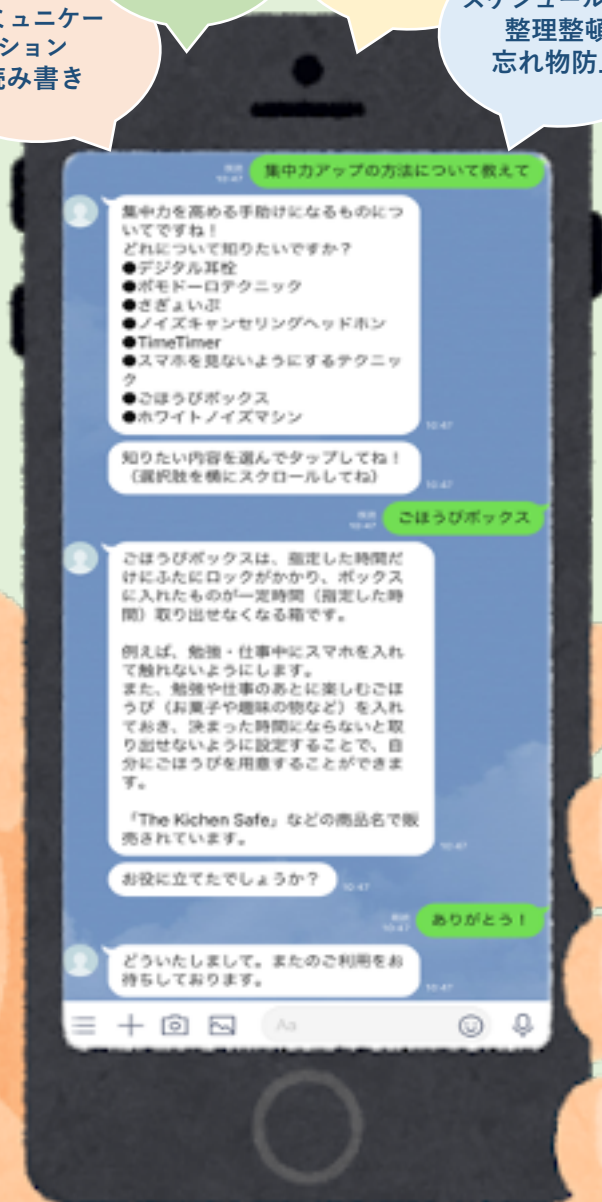 ミュニケー
ション
読み書き
スケジュール
整理整頓
忘れ物防止
集中力アップの方法について教えて
既読
10:47
集中力を高める手助けになるものにつ
いてですね！
どれについて知りたいですか？
●デジタル耳栓
●ポモドーロテクニック
●さぎょいぷ
●ノイズキャンセリングヘッドホン
●TimeTimer
●スマホを見ないようにするテクニッ
ク
●ごほうびボックス
●ホワイトノイズマシン
10:47
知りたい内容を選んでタップしてね！
（選択肢を横にスクロールしてね）
10:47
ごほうびボックス
既読
10:47
ごほうびボックスは、指定した時間だ
けにふたにロックがかかり、ボックス
に入れたものが一定時間（指定した時
間）取り出せなくなる箱です。
例えば、勉強・仕事中にスマホを入れ
て触れないようにします。
また、勉強や仕事のあとに楽しむごほ
うび（お菓子や趣味の物など）を入れ
ておき、決まった時間にならないと取
り出せないように設定することで、自
分にごほうびを用意することができま
す。
「The Kichen Safe」などの商品名で販
売されています。
10:47
お役に立てたでしょうか？
10:47
ありがとう！
既読
10:47
どういたしまして。またのご利用をお
待ちしております。
10:47
Aa